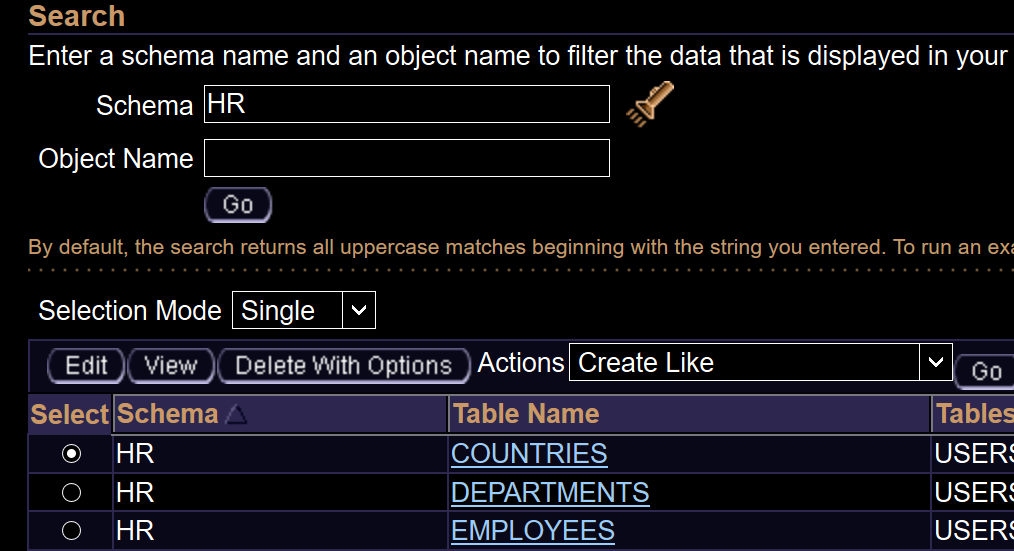 Search
Enter a schema name and an object name to filter the data that is displayed in your
Schema HR
Object Name
Go
By default, the search returns all uppercase matches beginning with the string you entered. To run an exa
Selection Mode Single
Edit View Delete With Options Actions Create Like Go
Select Schema Table Name Tables
HR COUNTRIES USERS
HR DEPARTMENTS USERS
HR EMPLOYEES USERS